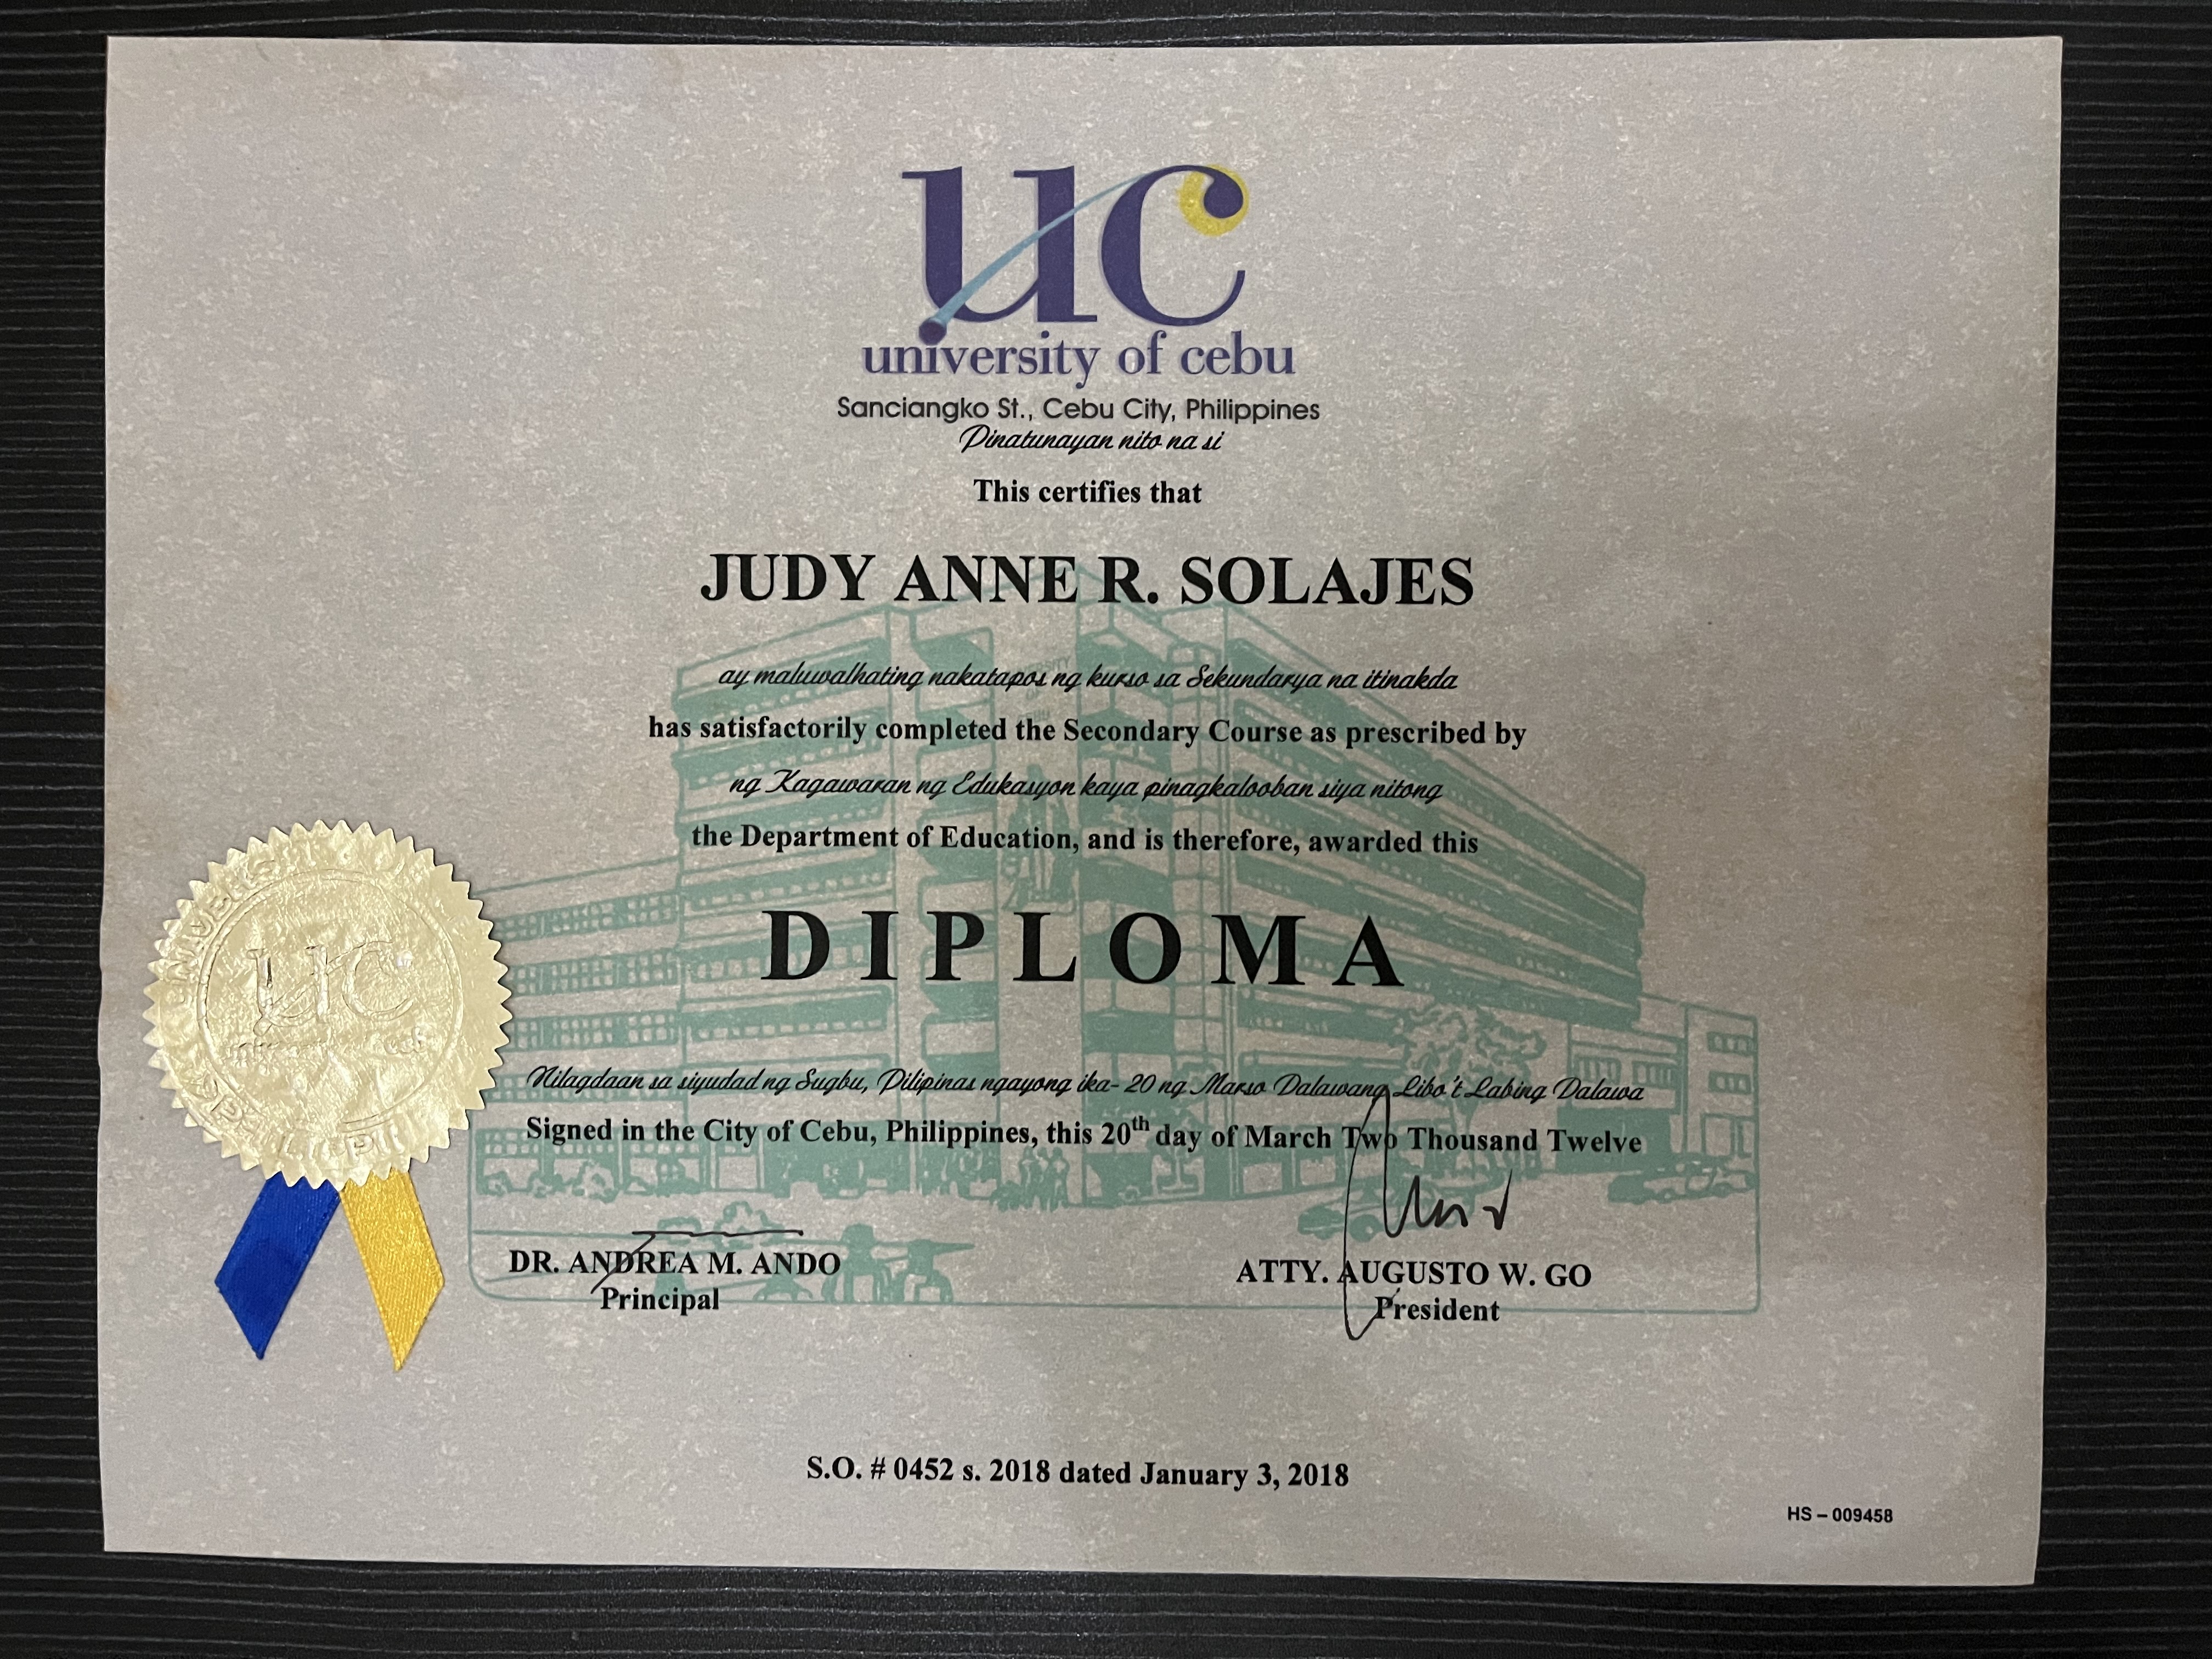 uc
university of cebu
Sanciangko St., Cebu City, Philippines
Pinatunayan nito na si
This certifies that
JUDY ANNE R. SOLAJES
ay maluwalhating nakatapos ng kurso sa Sekundarya na itinakda
has satisfactorily completed the Secondary Course as prescribed by
ng Kagawaran ng Edukasyon kaya pinagkalooban siya nitong
the Department of Education, and is therefore, awarded this
DIPLOMA
Nilagdaan sa siyudad ng Sugbu, Pilipinas ngayong ika- 20 ng Marso Dalawang Libo't Labing Dalawa
Signed in the City of Cebu, Philippines, this 20th day of March Two Thousand Twelve
DR. ANDREA M. ANDO
Principal
ATTY. AUGUSTO W. GO
President
S.O. # 0452 s. 2018 dated January 3, 2018
HS – 009458
UC